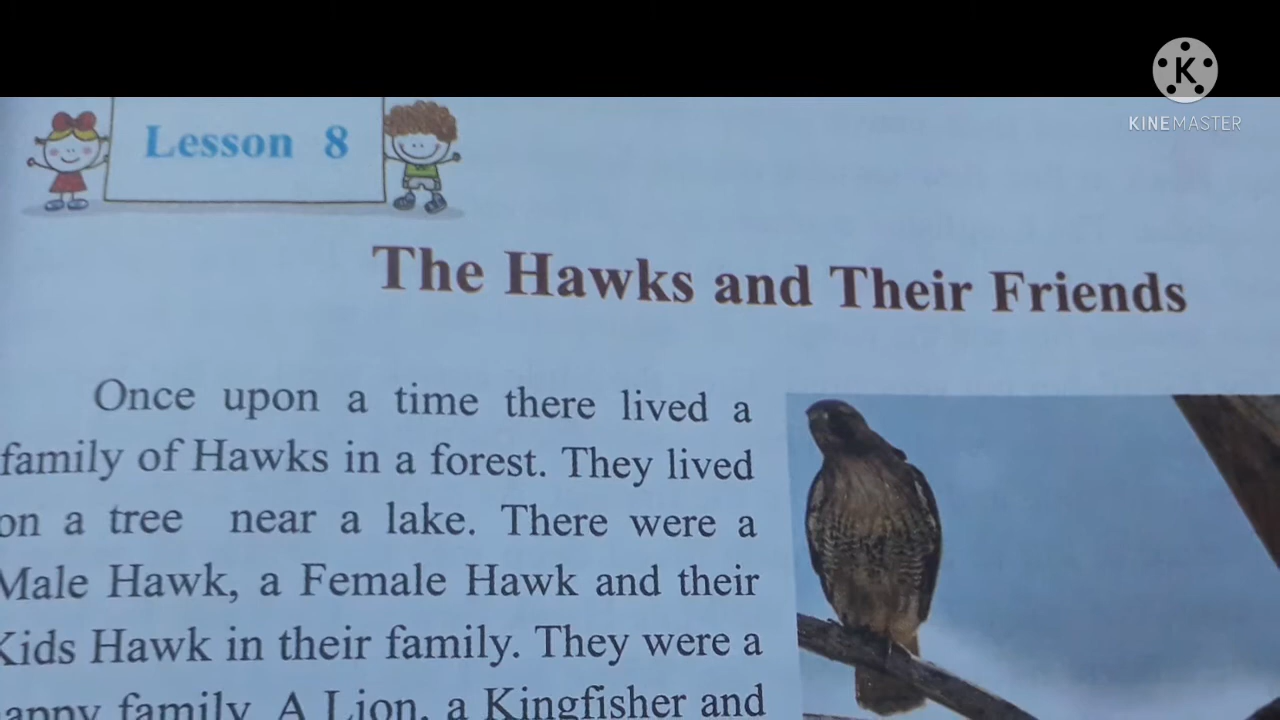 K
KINEMASTER
Lesson 8
The Hawks and Their Friends
Once upon a time there lived a
family of Hawks in a forest. They lived
on a tree near a lake. There were a
Male Hawk, a Female Hawk and their
Kids Hawk in their family. They were a
happy family. A Lion, a Kingfisher and